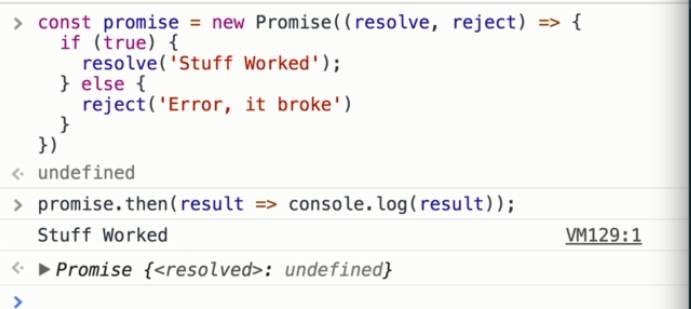 > const promise = new Promise((resolve, reject) => {
if (true) {
resolve('Stuff Worked');
} else {
reject('Error, it broke')
}
})
undefined
> promise.then(result => console.log(result));
Stuff Worked VM129:1
▶Promise {<resolved>: undefined}
>